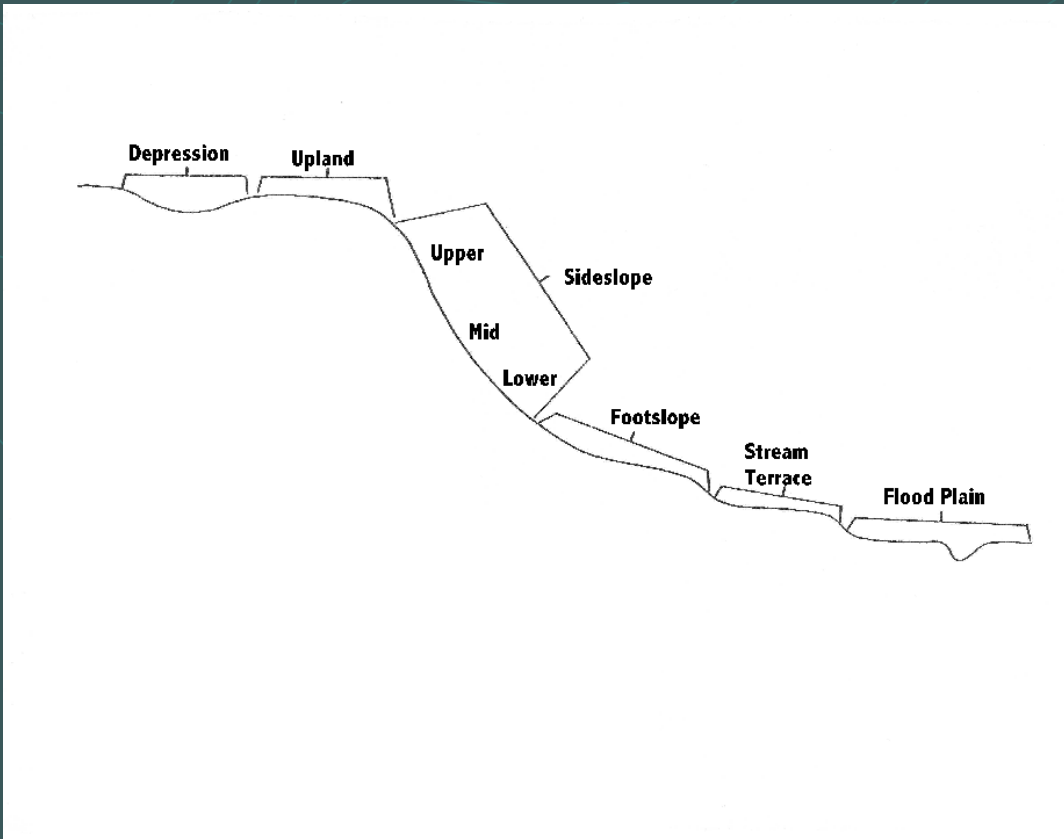 Depression
Upland
Upper
Sideslope
Mid
Lower
Footslope
Stream
Terrace
Flood Plain